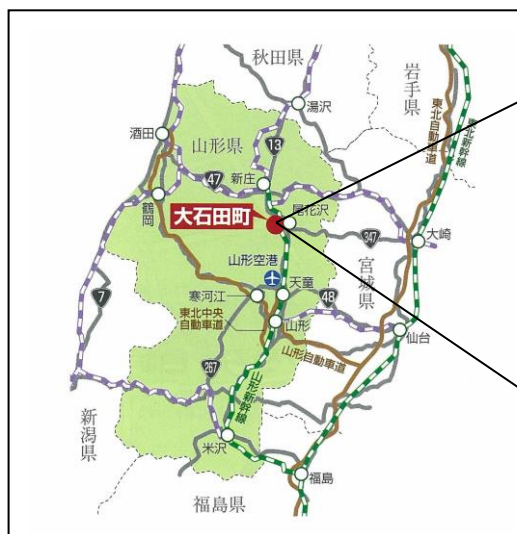 秋田県
岩手県
湯沢
酒田
13
東北自動車道
東北新幹線
山形県
47
新庄
鶴岡
大石田町
尾花沢
347
大崎
山形空港
宮城県
7
寒河江
天童
48
東北中央
自動車道
山形
仙台
山形自動車道
267
山形新幹線
新潟県
米沢
福島
福島県